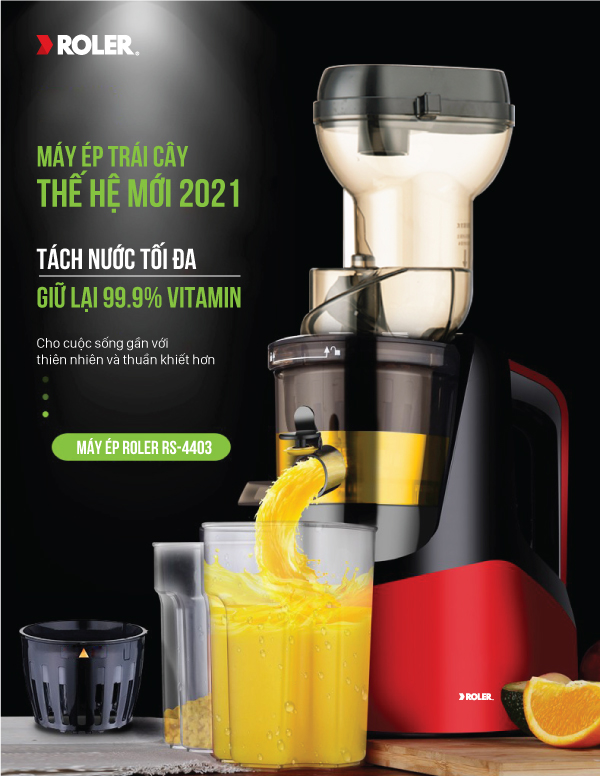 ROLER
MÁY ÉP TRÁI CÂY
THẾ HỆ MỚI 2021
TÁCH NƯỚC TỐI ĐA
GIỮ LẠI 99.9% VITAMIN
Cho cuộc sống gần với
thiên nhiên và thuần khiết hơn
MÁY ÉP ROLER RS-4403
ROLER